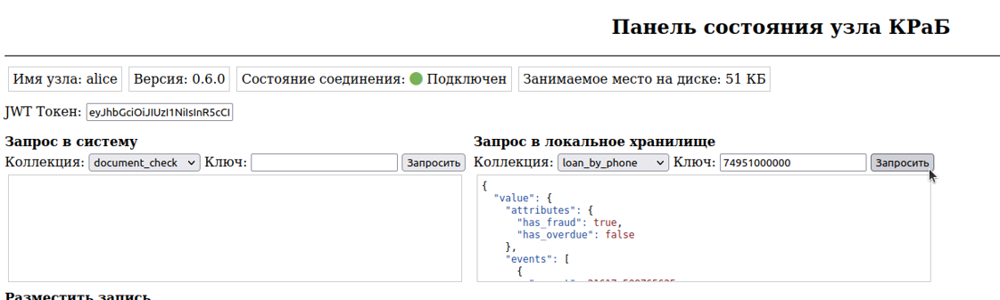 Панель состояния узла КРаБ
Имя узла: alice Версия: 0.6.0 Состояние соединения: Подключен Занимаемое место на диске: 51 КБ
JWT Токен: eyJhbGciOiJIUzI1NiIsInR5cCI
Запрос в систему
Коллекция: document_check Ключ: Запросить
Запрос в локальное хранилище
Коллекция: loan_by_phone Ключ: 74951000000 Запросить
{
"value": {
"attributes": {
"has_fraud": true,
"has_overdue": false
},
"events": [
{
Разместить запись